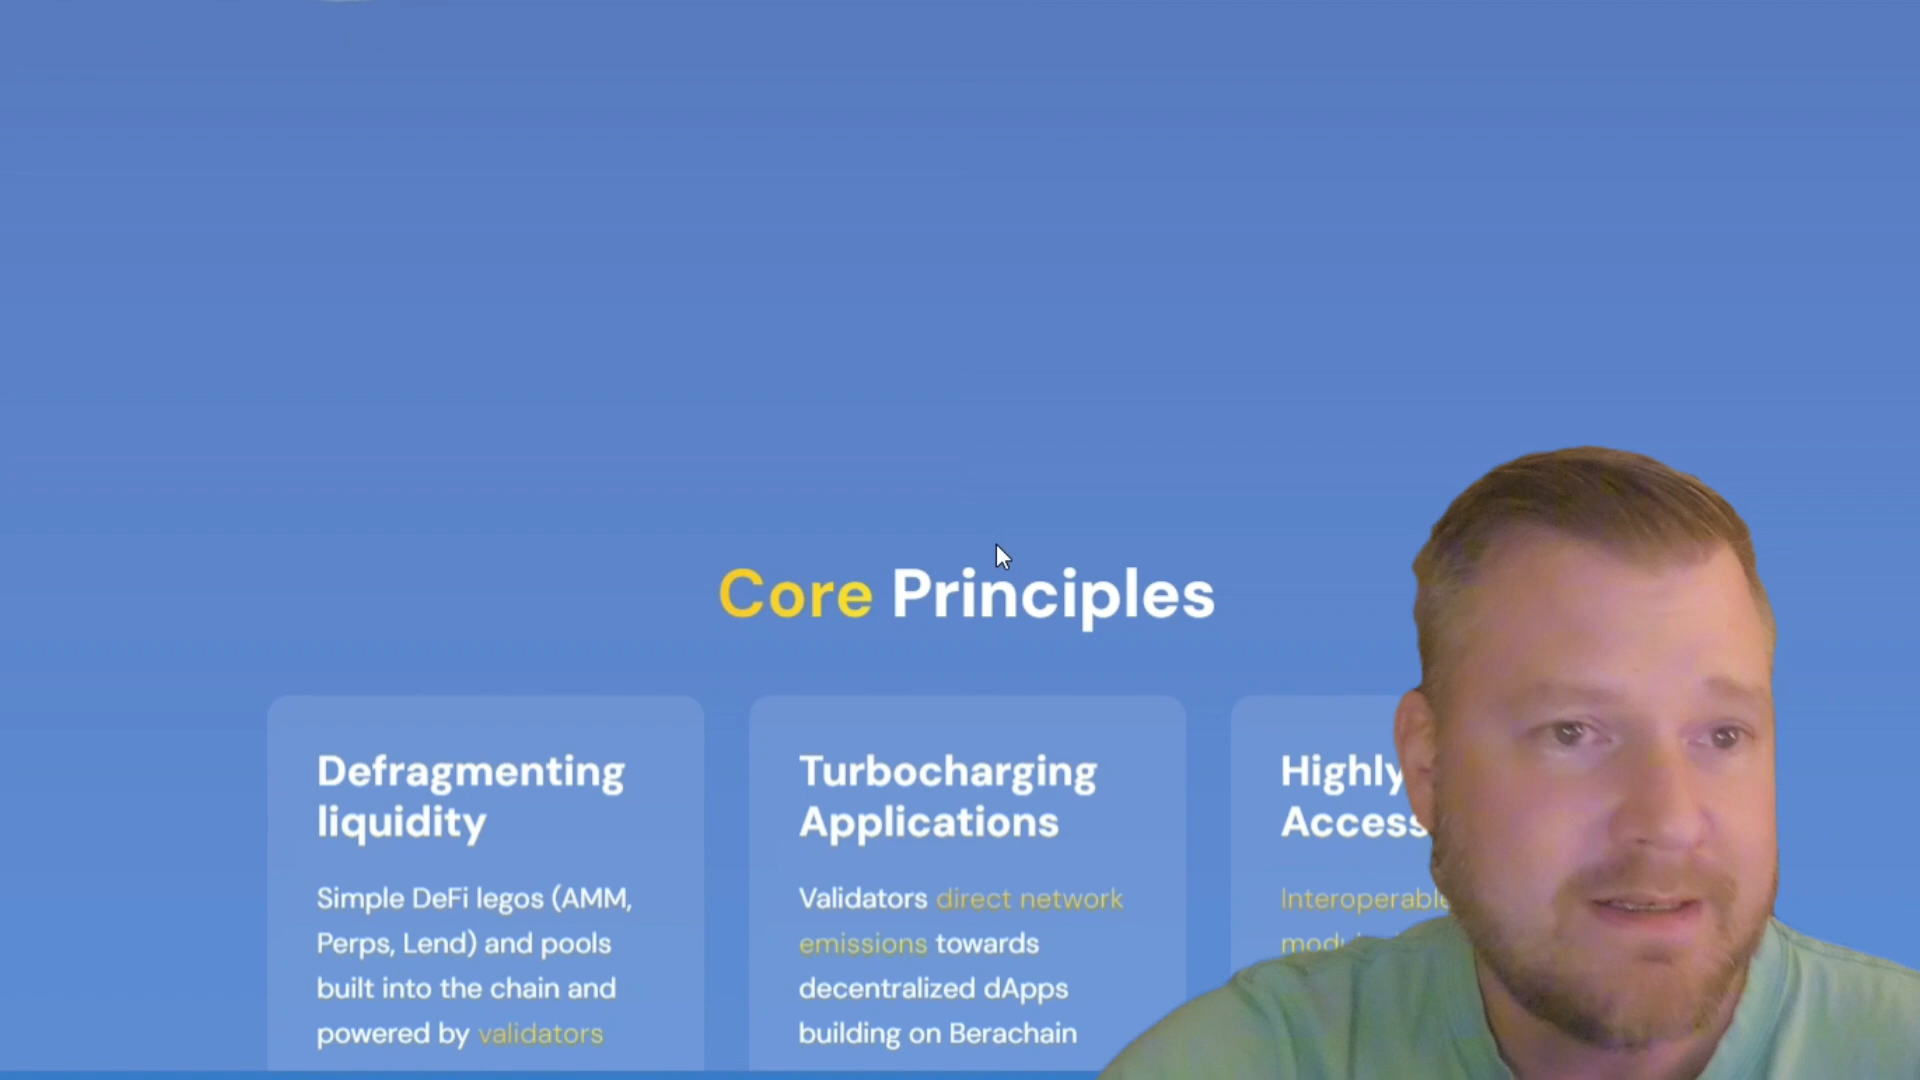 Core Principles
Defragmenting
liquidity
Simple DeFi legos (AMM,
Perps, Lend) and pools
built into the chain and
powered by validators
Turbocharging
Applications
Validators direct network
emissions towards
decentralized dApps
building on Berachain
Highly